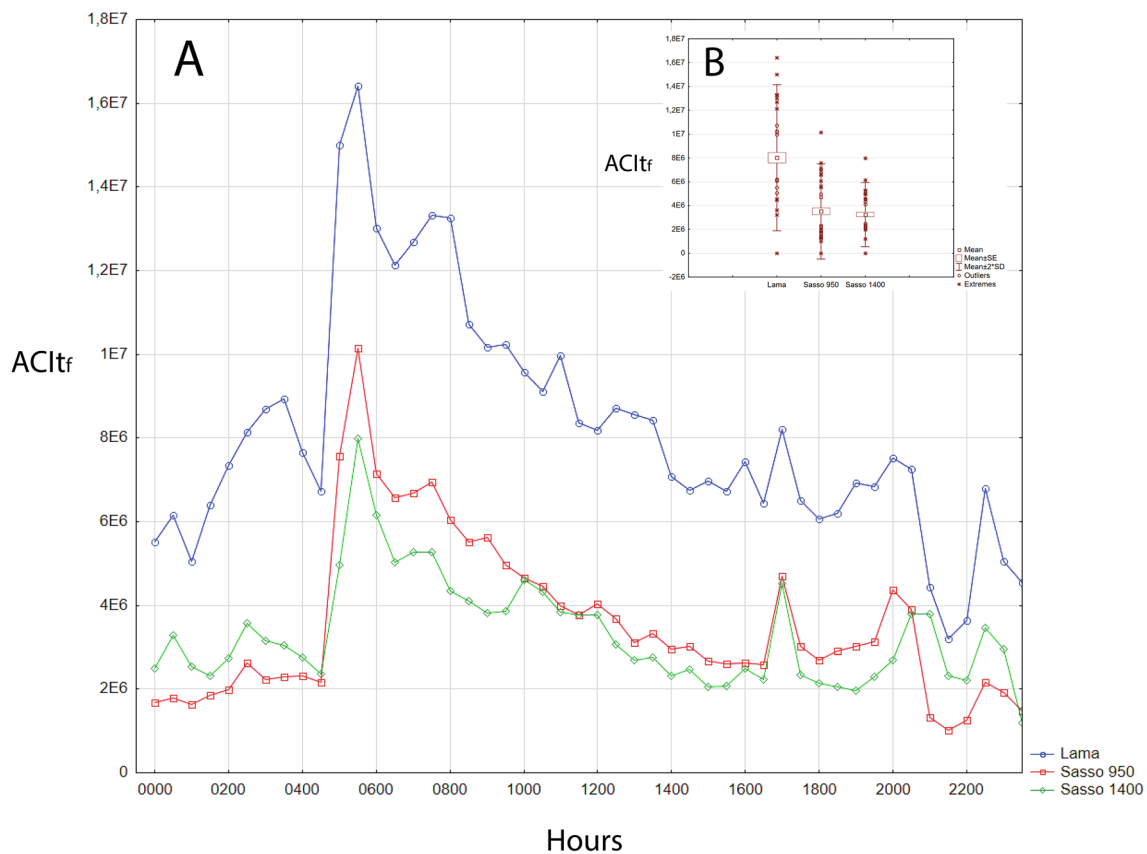 A
ACItf
1,8E7
1,6E7
1,4E7
1,2E7
1E7
8E6
6E6
4E6
2E6
0
0000 0200 0400 0600 0800 1000 1200 1400 1600 1800 2000 2200
Hours
Lama
Sasso 950
Sasso 1400
B
ACItf
1,8E7
1,6E7
1,4E7
1,2E7
1E7
8E6
6E6
4E6
2E6
0
-2E6
Lama Sasso 950 Sasso 1400
Mean
Mean±SE
Mean±2*SD
Outliers
Extremes